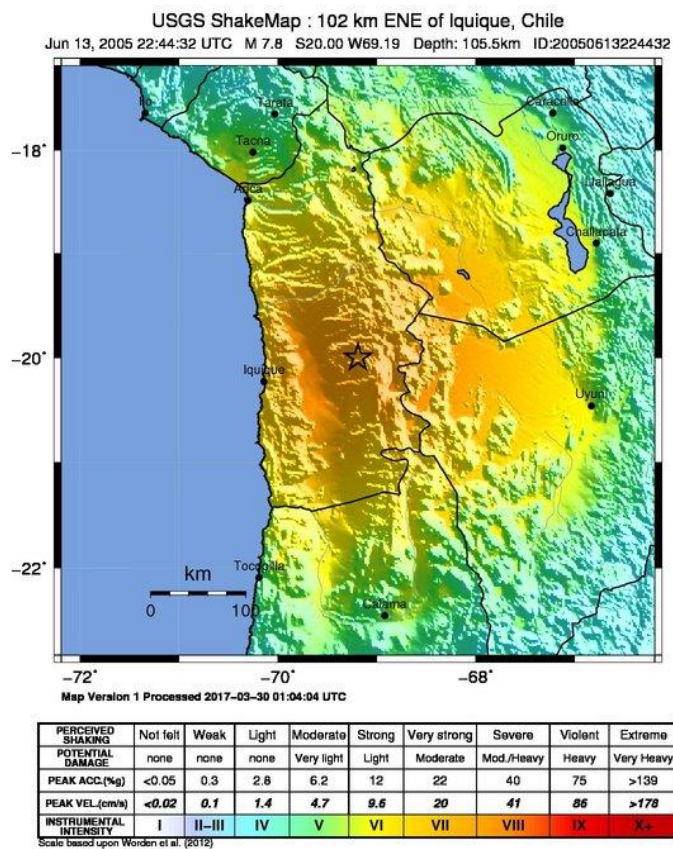 USGS ShakeMap : 102 km ENE of Iquique, Chile
Jun 13, 2005 22:44:32 UTC M 7.8 S20.00 W69.19 Depth: 105.5km ID:20050613224432
Ilo Tarata Caracollo
Oruro
−18° Tacna
Llallagua
Arica
Challapata
−20°
Iquique
Uyuni
−22° Tocopilla
km
0 100
Calama
−72° −70° −68°
Map Version 1 Processed 2017-03-30 01:04:04 UTC
PERCEIVED SHAKING Not felt Weak Light Moderate Strong Very strong Severe Violent Extreme
POTENTIAL DAMAGE none none none Very light Light Moderate Mod./Heavy Heavy Very Heavy
PEAK ACC.(%g) <0.05 0.3 2.8 6.2 12 22 40 75 >139
PEAK VEL.(cm/s) <0.02 0.1 1.4 4.7 9.6 20 41 86 >178
INSTRUMENTAL INTENSITY I II–III IV V VI VII VIII IX X+
Scale based upon Worden et al. (2012)